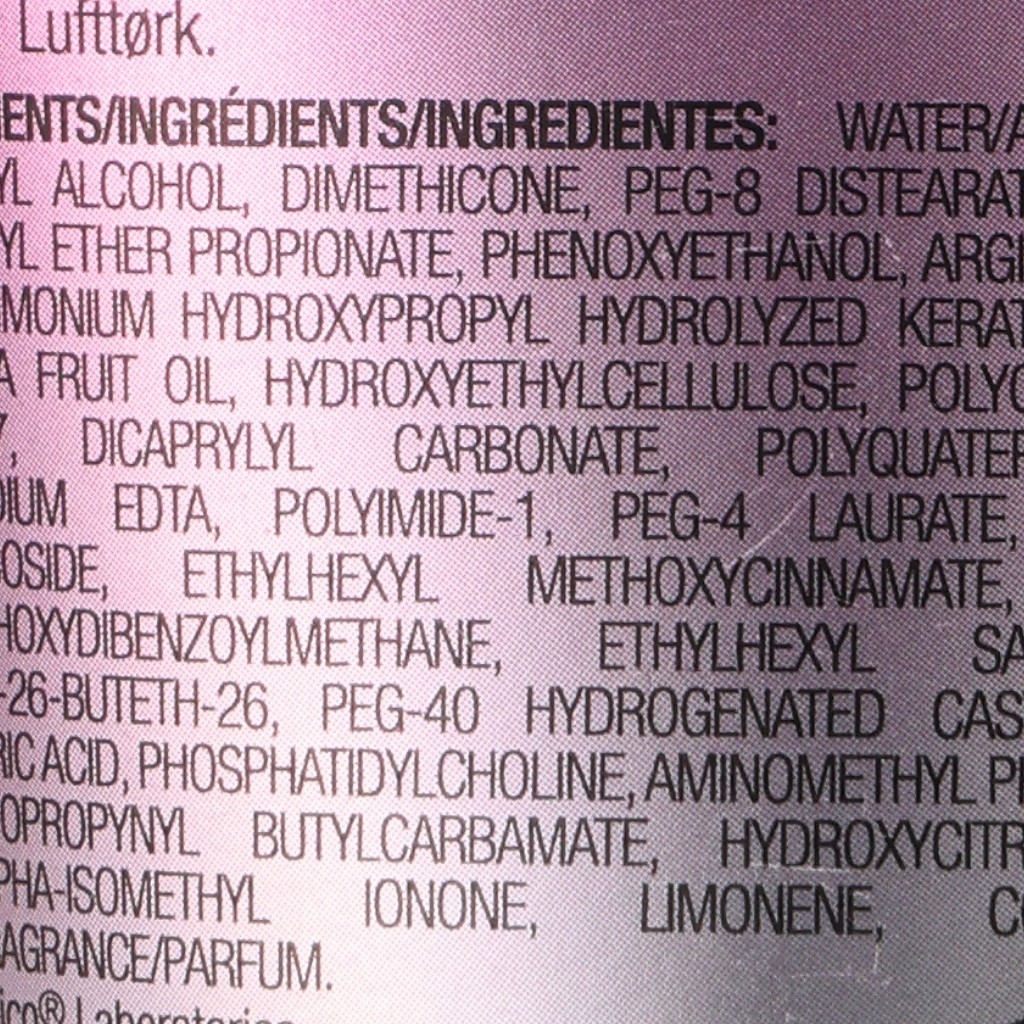 Lufttørk.
ENTS/INGRÉDIENTS/INGREDIENTES: WATER/A
YL ALCOHOL, DIMETHICONE, PEG-8 DISTEARAT
YL ETHER PROPIONATE, PHENOXYETHANOL, ARGI
MONIUM HYDROXYPROPYL HYDROLYZED KERAT
A FRUIT OIL, HYDROXYETHYLCELLULOSE, POLYQ
7, DICAPRYLYL CARBONATE, POLYQUATER
DIUM EDTA, POLYIMIDE-1, PEG-4 LAURATE,
OSIDE, ETHYLHEXYL METHOXYCINNAMATE,
HOXYDIBENZOYLMETHANE, ETHYLHEXYL SA
-26-BUTETH-26, PEG-40 HYDROGENATED CAS
RIC ACID, PHOSPHATIDYLCHOLINE, AMINOMETHYL P
OPROPYNYL BUTYLCARBAMATE, HYDROXYCITR
PHA-ISOMETHYL IONONE, LIMONENE, C
AGRANCE/PARFUM.
ico® Laboratories